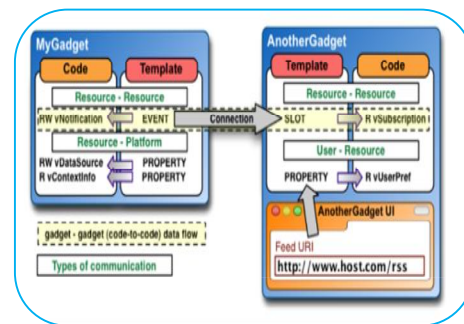 MyGadget
Code
Template
Resource - Resource
RW vNotification
EVENT
Resource - Platform
RW vDataSource
PROPERTY
R vContextInfo
PROPERTY
gadget - gadget (code-to-code) data flow
Types of communication
Connection
AnotherGadget
Template
Code
SLOT
R vSubscription
User - Resource
PROPERTY
R vUserPref
AnotherGadget UI
Feed URI
http://www.host.com/rss